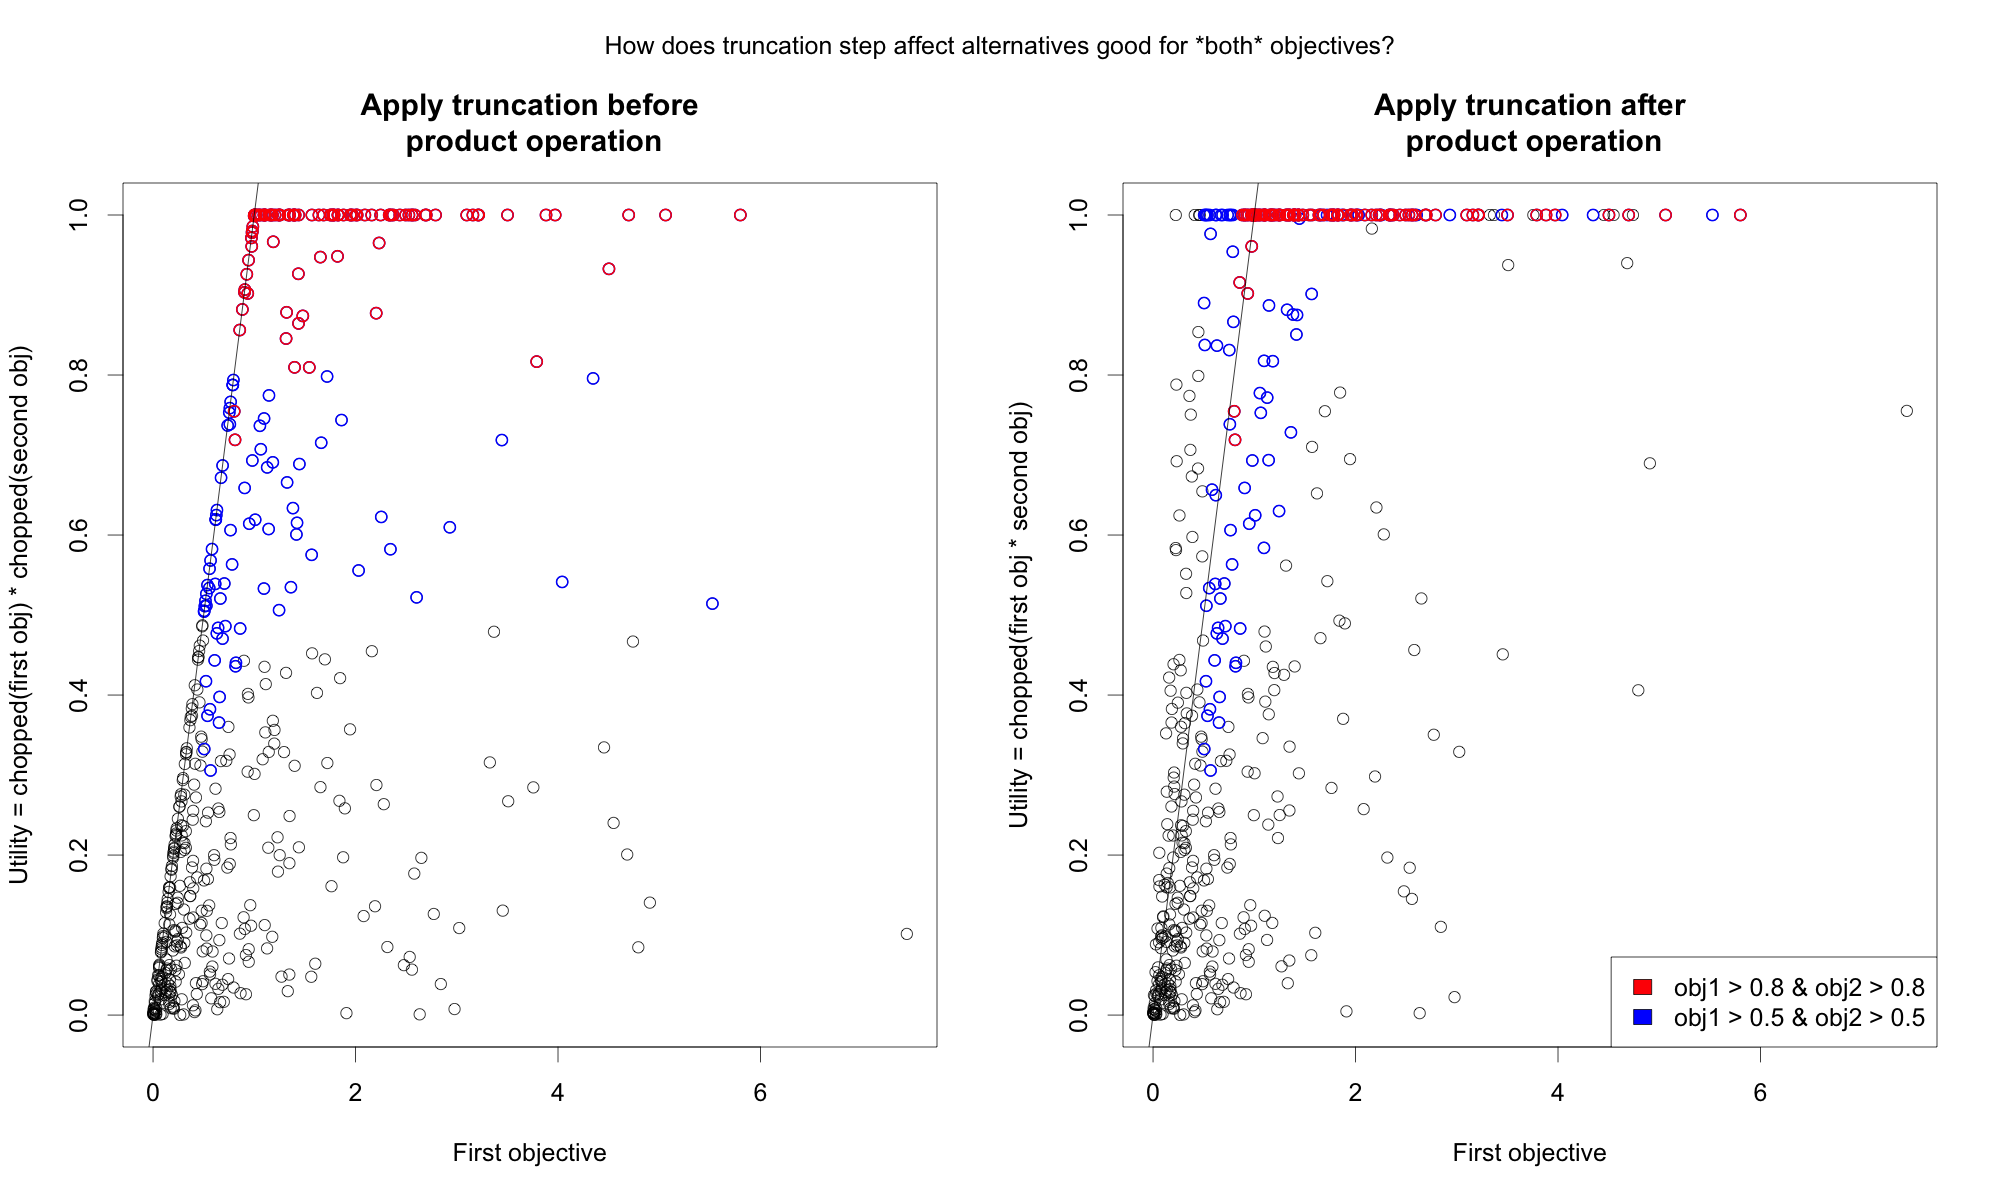 How does truncation step affect alternatives good for *both* objectives?
Apply truncation before
product operation
Utility = chopped(first obj) * chopped(second obj)
0.0
0.2
0.4
0.6
0.8
1.0
0
2
4
6
First objective
Apply truncation after
product operation
Utility = chopped(first obj * second obj)
0.0
0.2
0.4
0.6
0.8
1.0
obj1 > 0.8 & obj2 > 0.8
obj1 > 0.5 & obj2 > 0.5
0
2
4
6
First objective